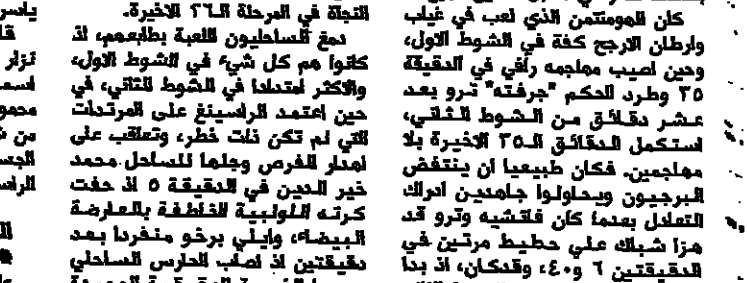 كان الهومنتمن الذي لعب في غياب
وارطان الارجح كفة في الشوط الاول،
وحين اصيب مهاجمه رافي في الدقيقة
٣٥ وطرد الحكم "جرفته" ترو بعد
عشر دقائق من الشوط الثاني،
استكمل الدقائق الـ٣٥ الاخيرة بلا
مهاجمين. فكان طبيعيا ان ينتفض
البرجيون ويحاولوا جاهدين ادراك
التعادل بعدما كان فلتشيه وترو قد
هزا شباك علي حطيط مرتين في
الدقيقتين ٦ و٤٠، وقدكان، اذ بدا
النجاة في المرحلة الـ٢٦ الاخيرة.
دمغ الساحليون اللعبة بطابعهم، اذ
كانوا هم كل شيء في الشوط الاول،
والاكثر امتدادا في الشوط الثاني، في
حين اعتمد الراسينغ على المرتدات
التي لم تكن ذات خطر، وتعاقب على
اهدار الفرص وجلها للساحل محمد
خير الدين في الدقيقة ٥ اذ حفت
كرته اللولبية الخاطفة بالعارضة
البيضاء، وايلي برخو منفردا بعد
دقيقتين اذ اصاب الحارس الساحلي
ياسر
قا
نزار
اسم
محمو
من
الجس
الراس